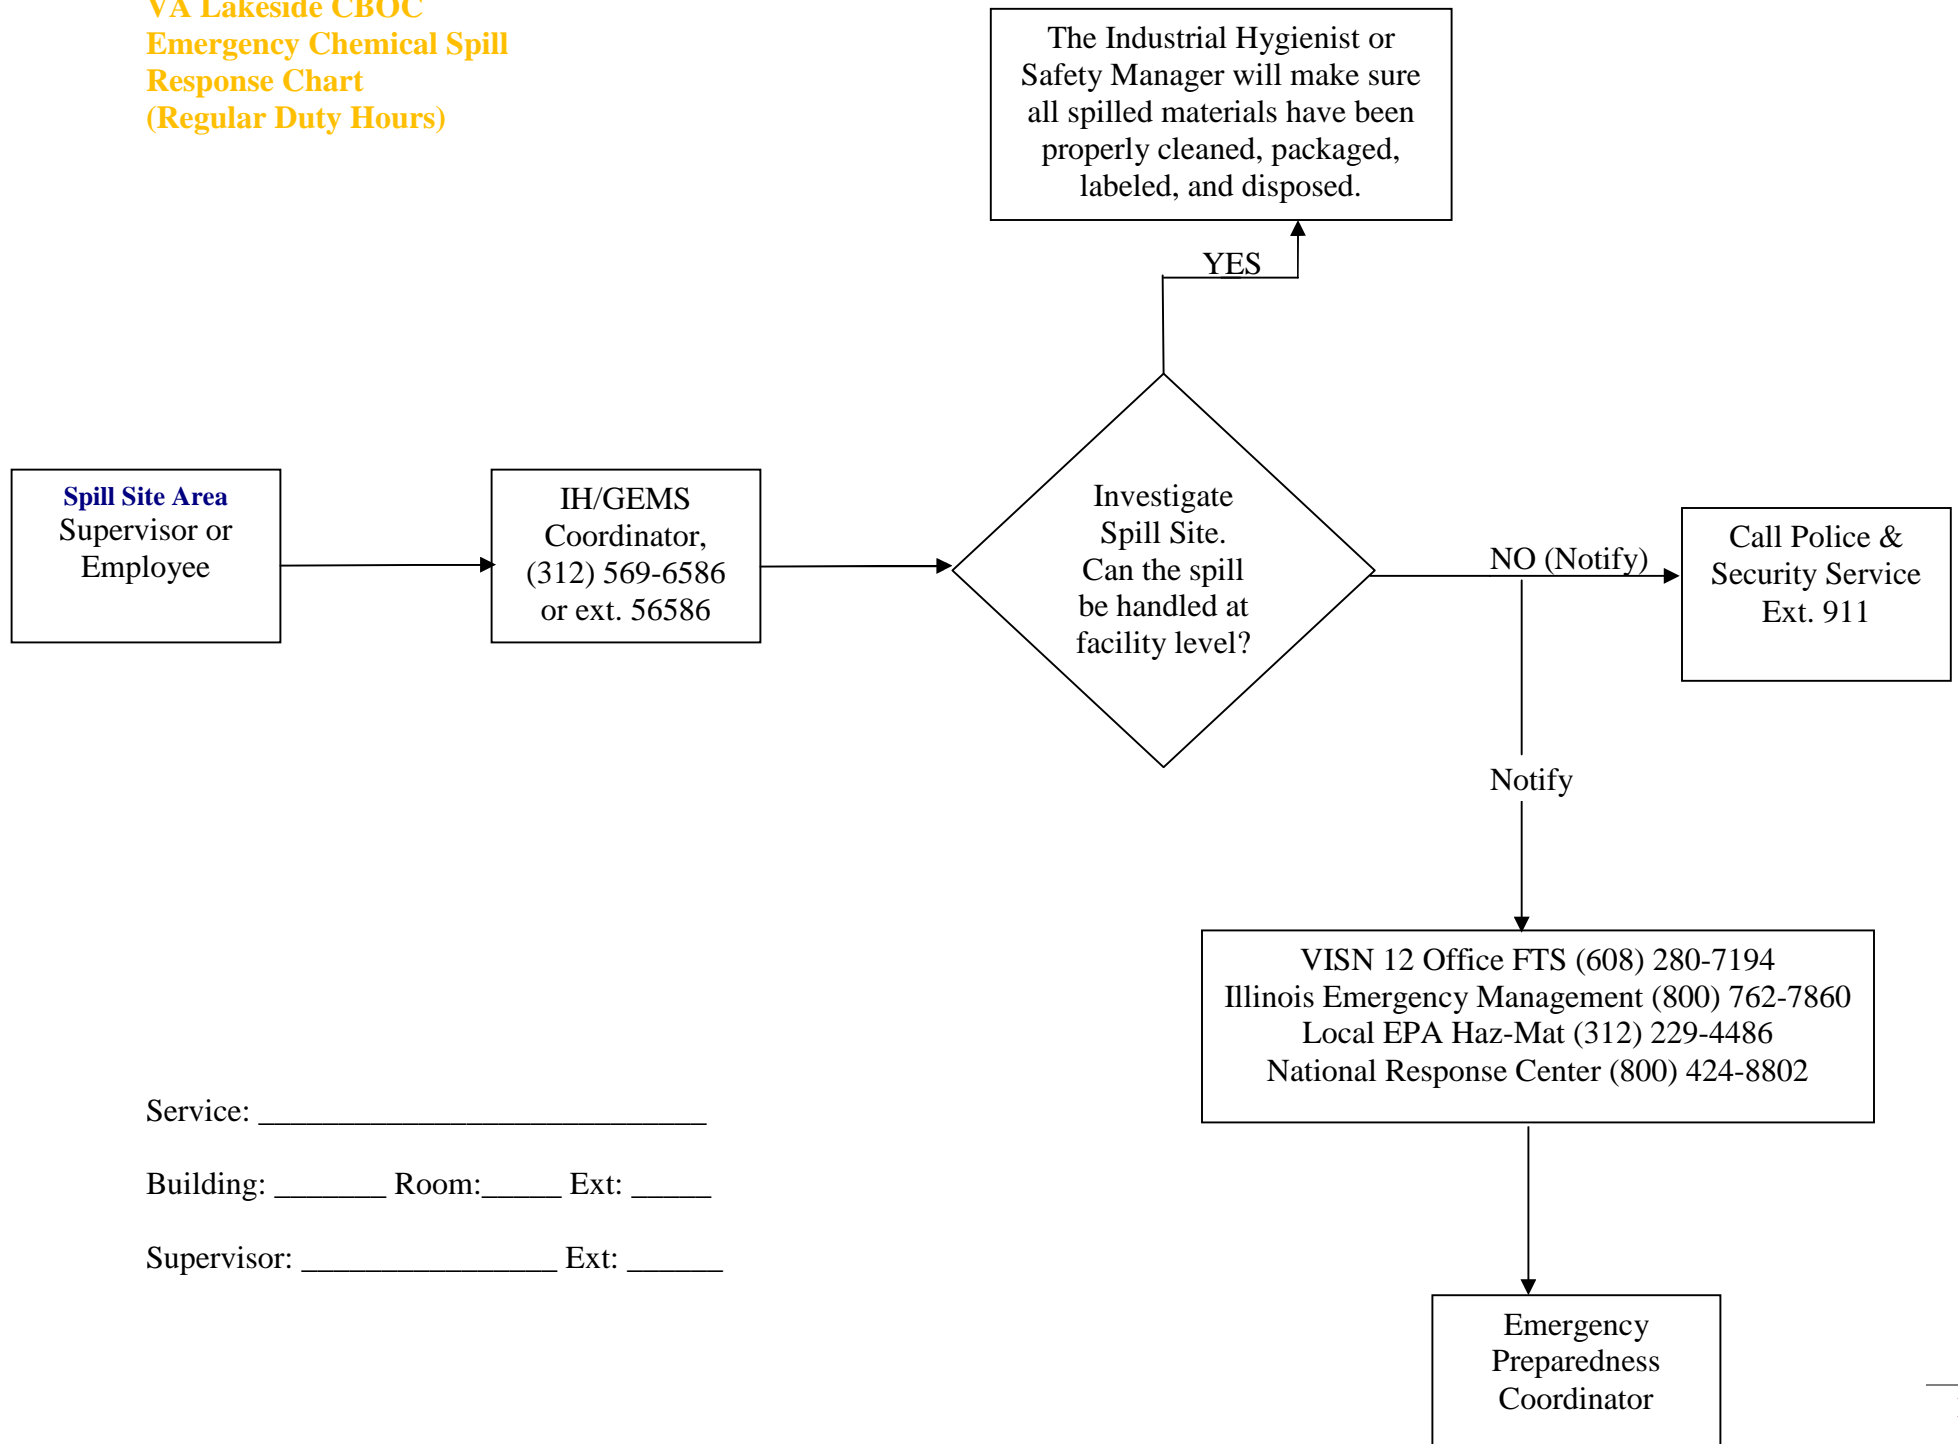 VA Lakeside CBOC
Emergency Chemical Spill
Response Chart
(Regular Duty Hours)
The Industrial Hygienist or
Safety Manager will make sure
all spilled materials have been
properly cleaned, packaged,
labeled, and disposed.
YES
Spill Site Area
Supervisor or
Employee
IH/GEMS
Coordinator,
(312) 569-6586
or ext. 56586
Investigate
Spill Site.
Can the spill
be handled at
facility level?
NO (Notify)
Call Police &
Security Service
Ext. 911
Notify
VISN 12 Office FTS (608) 280-7194
Illinois Emergency Management (800) 762-7860
Local EPA Haz-Mat (312) 229-4486
National Response Center (800) 424-8802
Service: ____________________________
Building: _______ Room:_____ Ext: _____
Supervisor: ________________ Ext: ______
Emergency
Preparedness
Coordinator